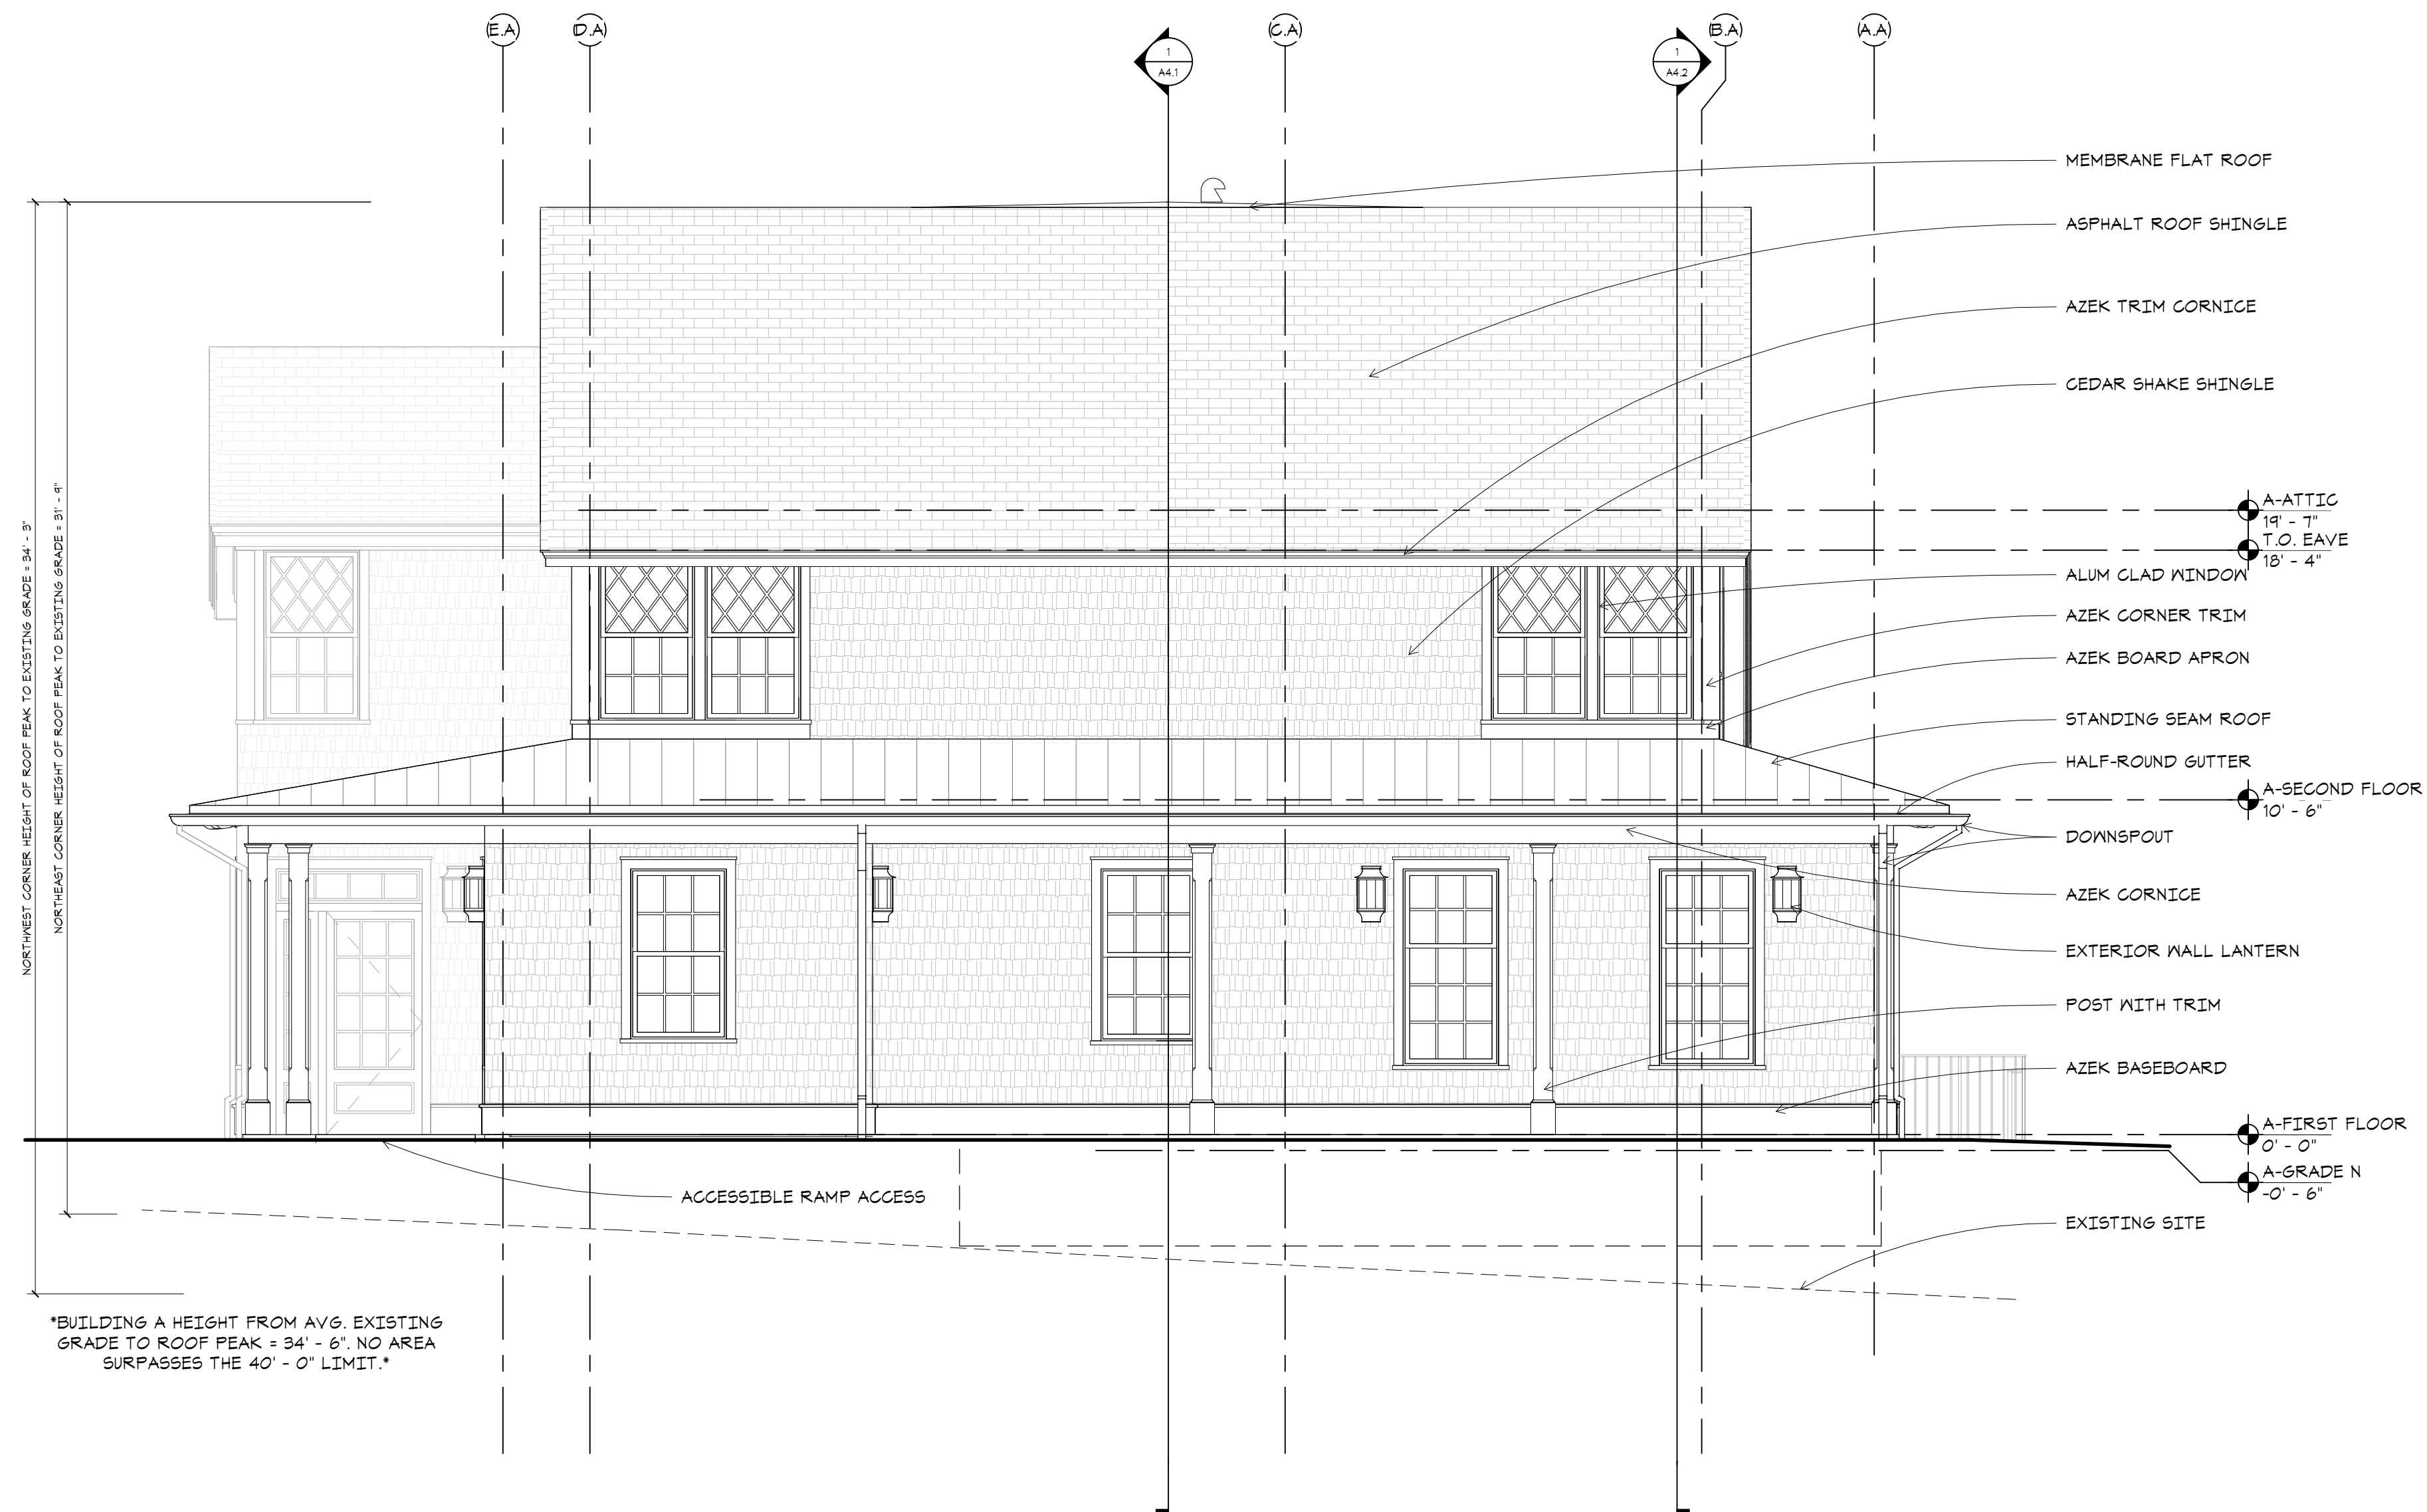 E.A
D.A
1
A4.1
C.A
1
A4.2
B.A
A.A
MEMBRANE FLAT ROOF
ASPHALT ROOF SHINGLE
AZEK TRIM CORNICE
CEDAR SHAKE SHINGLE
A-ATTIC
19' - 7"
T.O. EAVE
18' - 4"
ALUM CLAD WINDOW
AZEK CORNER TRIM
AZEK BOARD APRON
STANDING SEAM ROOF
HALF-ROUND GUTTER
A-SECOND FLOOR
10' - 6"
DOWNSPOUT
AZEK CORNICE
EXTERIOR WALL LANTERN
POST WITH TRIM
AZEK BASEBOARD
A-FIRST FLOOR
0' - 0"
A-GRADE N
-0' - 6"
EXISTING SITE
ACCESSIBLE RAMP ACCESS
NORTHWEST CORNER HEIGHT OF ROOF PEAK TO EXISTING GRADE = 34' - 3"
NORTHEAST CORNER HEIGHT OF ROOF PEAK TO EXISTING GRADE = 31' - 9"
*BUILDING A HEIGHT FROM AVG. EXISTING
GRADE TO ROOF PEAK = 34' - 6". NO AREA
SURPASSES THE 40' - 0" LIMIT.*